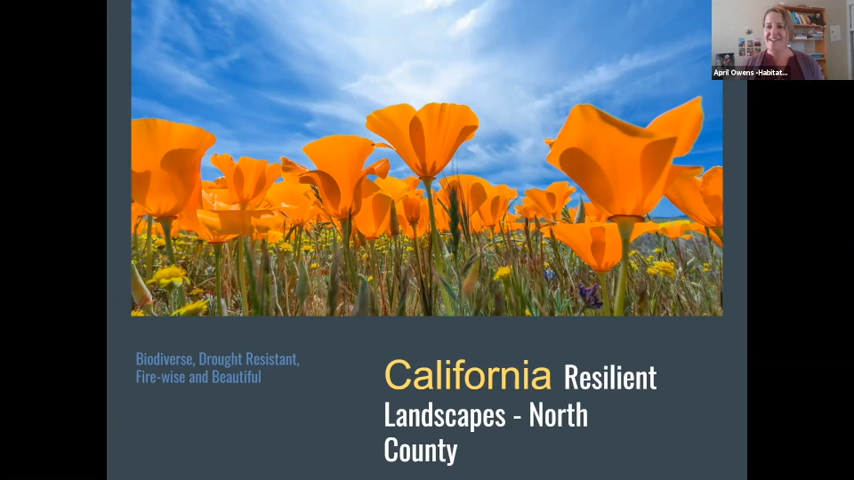 April Owens -Habitat...
Biodiverse, Drought Resistant,
Fire-wise and Beautiful
California Resilient
Landscapes - North
County